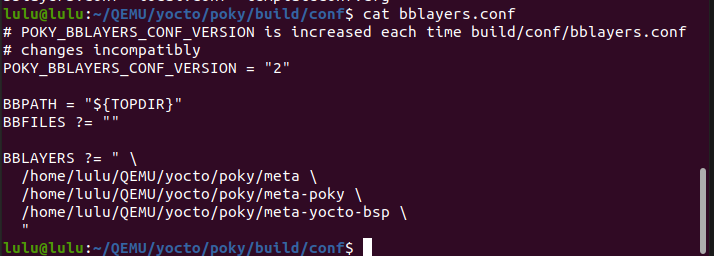 lulu@lulu:~/QEMU/yocto/poky/build/conf$ cat bblayers.conf
# POKY_BBLAYERS_CONF_VERSION is increased each time build/conf/bblayers.conf
# changes incompatibly
POKY_BBLAYERS_CONF_VERSION = "2"
BBPATH = "${TOPDIR}"
BBFILES ?= ""
BBLAYERS ?= " \
/home/lulu/QEMU/yocto/poky/meta \
/home/lulu/QEMU/yocto/poky/meta-poky \
/home/lulu/QEMU/yocto/poky/meta-yocto-bsp \
"
lulu@lulu:~/QEMU/yocto/poky/build/conf$